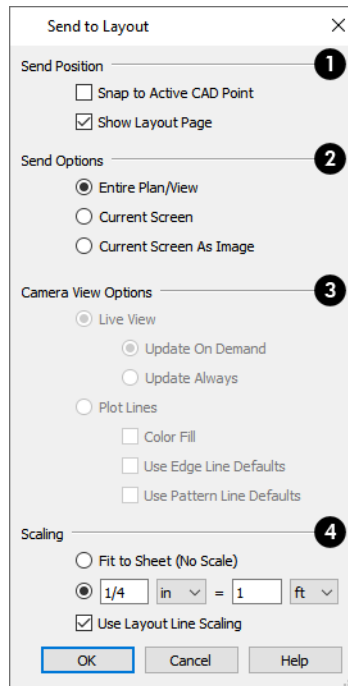 Send to Layout
Send Position 1
Snap to Active CAD Point
Show Layout Page
Send Options 2
Entire Plan/View
Current Screen
Current Screen As Image
Camera View Options 3
Live View
Update On Demand
Update Always
Plot Lines
Color Fill
Use Edge Line Defaults
Use Pattern Line Defaults
Scaling 4
Fit to Sheet (No Scale)
1/4 in = 1 ft
Use Layout Line Scaling
OK Cancel Help